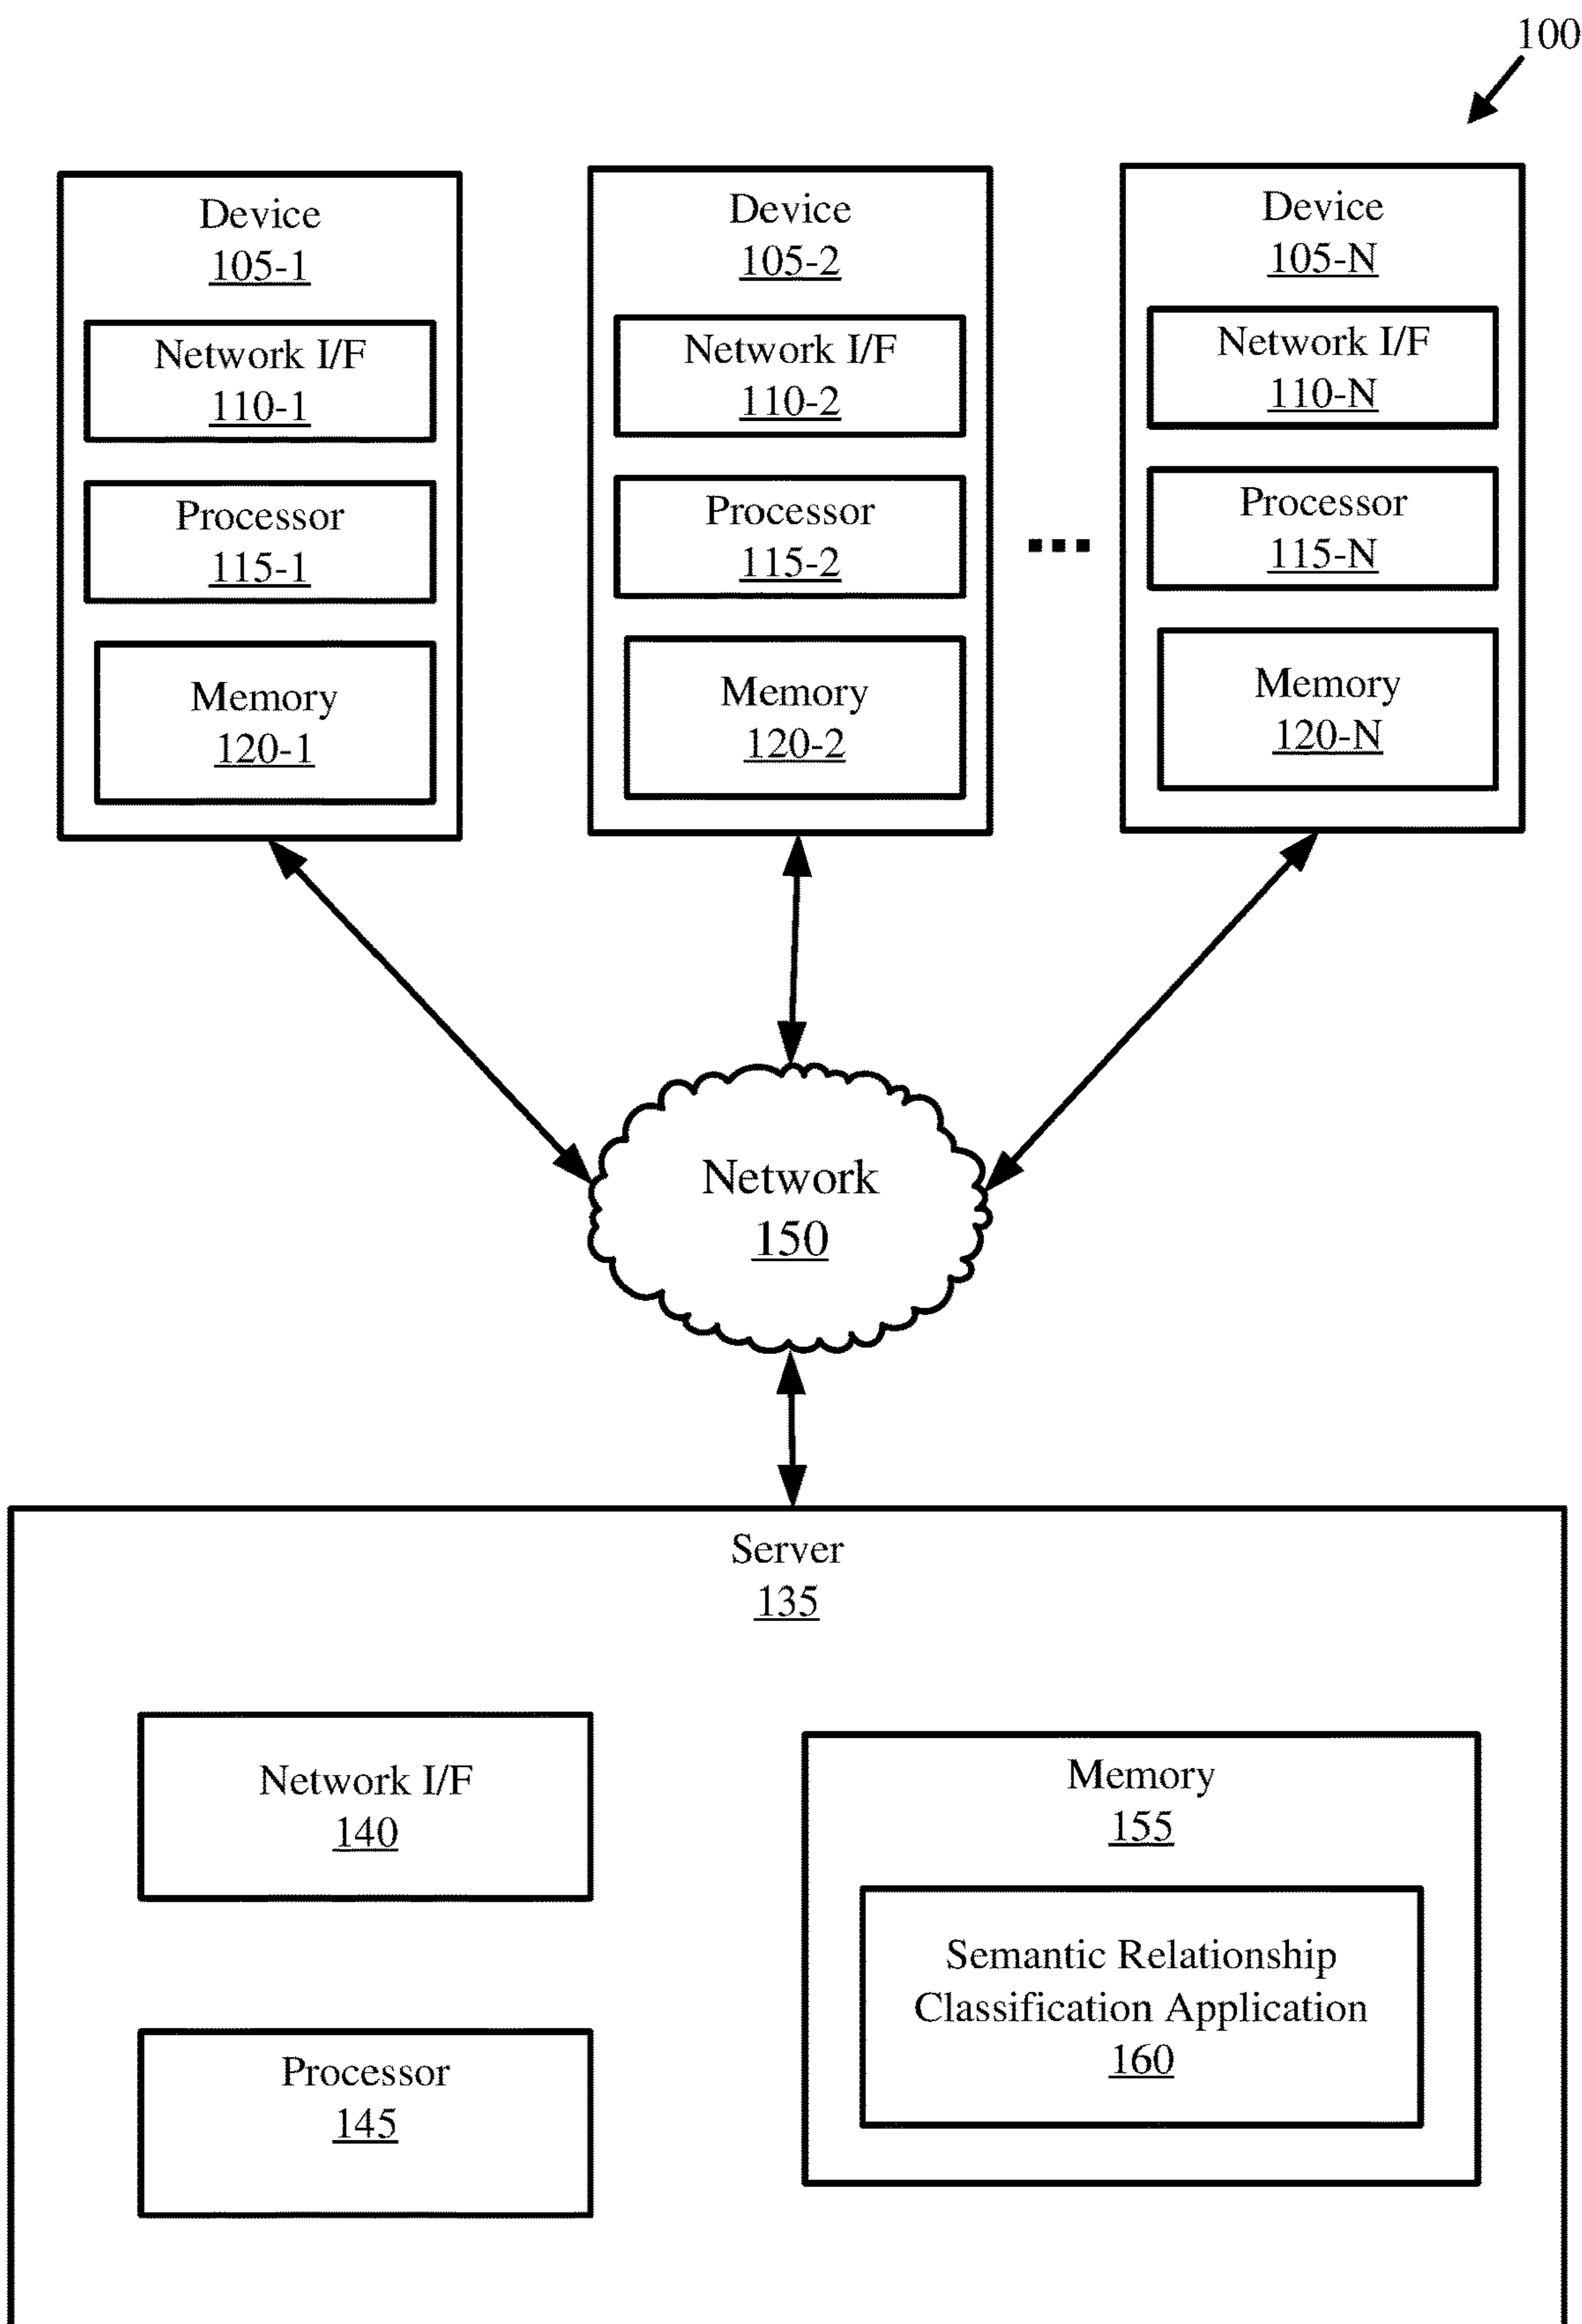 100
Device
105-1
Network I/F
110-1
Processor
115-1
Memory
120-1
Device
105-2
Network I/F
110-2
Processor
115-2
Memory
120-2
Device
105-N
Network I/F
110-N
Processor
115-N
Memory
120-N
Network
150
Server
135
Network I/F
140
Processor
145
Memory
155
Semantic Relationship
Classification Application
160